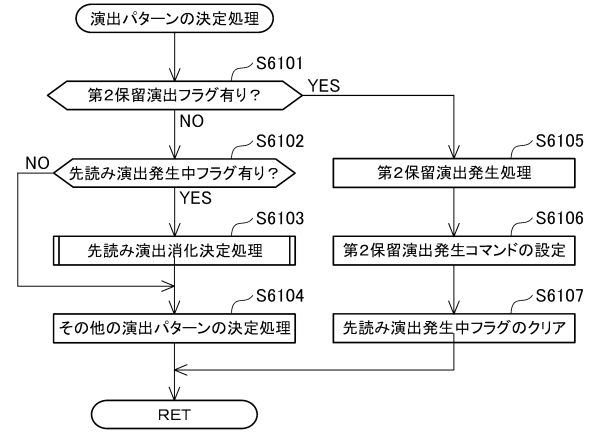 演出パターンの決定処理
S6101
第2保留演出フラグ有り?
YES
NO
S6102
先読み演出発生中フラグ有り?
NO
YES
S6105
第2保留演出発生処理
S6103
先読み演出消化決定処理
S6106
第2保留演出発生コマンドの設定
S6104
その他の演出パターンの決定処理
S6107
先読み演出発生中フラグのクリア
RET